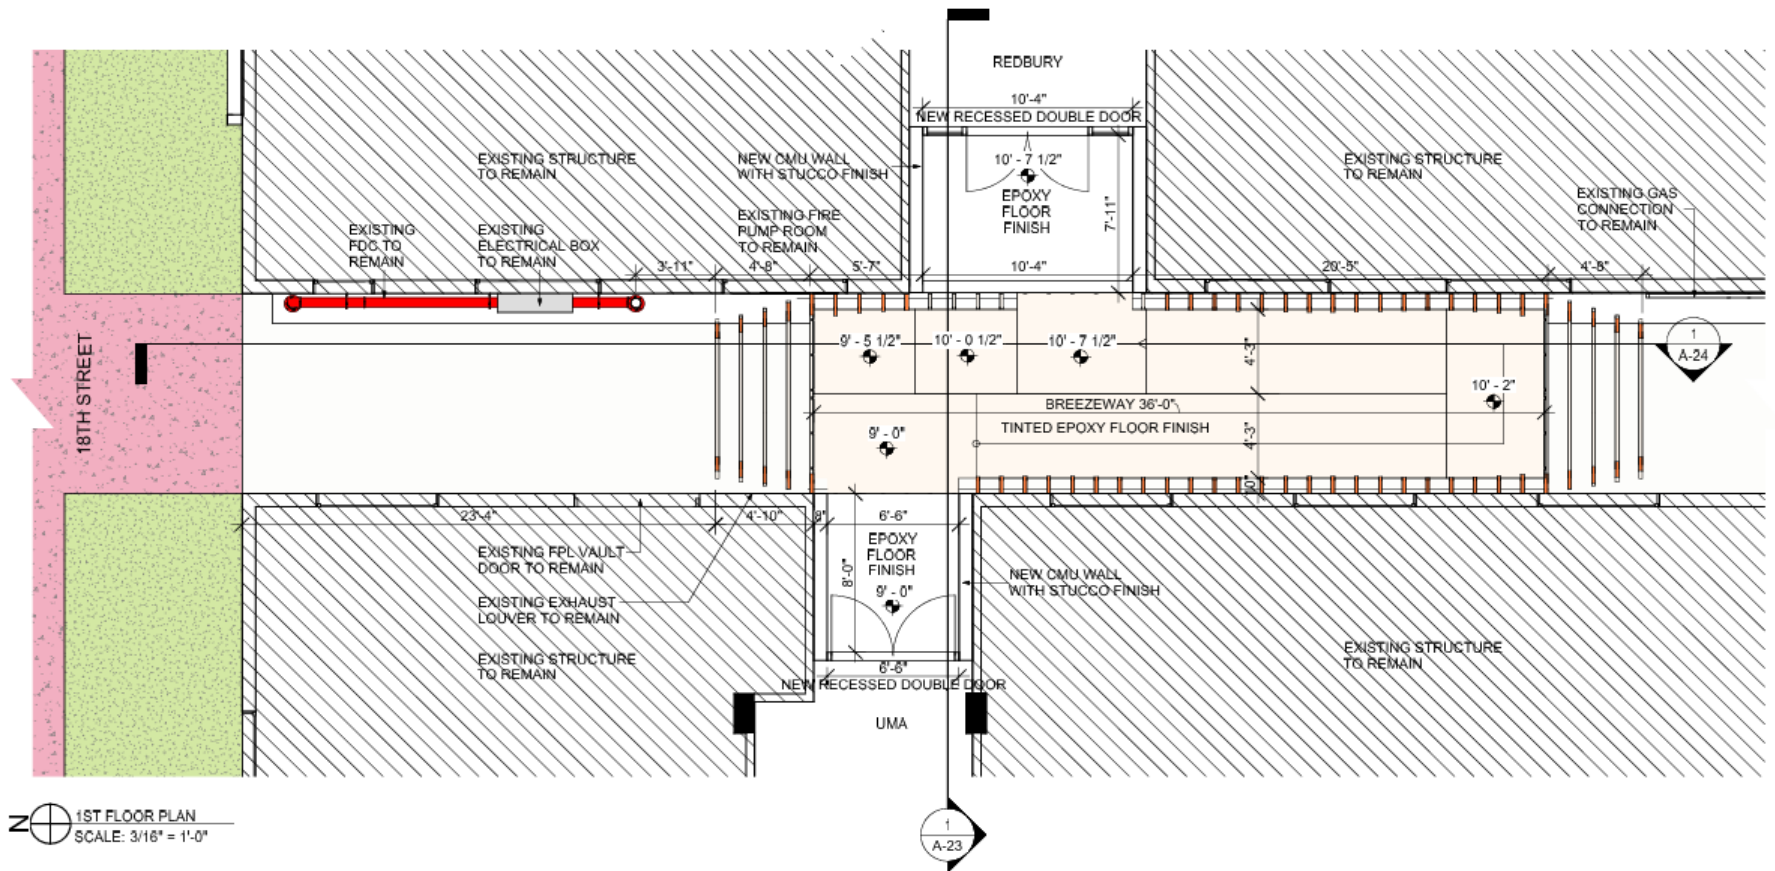 REDBURY
10'-4"
NEW RECESSED DOUBLE DOOR
EXISTING STRUCTURE
TO REMAIN
NEW CMU WALL
WITH STUCCO FINISH
10' - 7 1/2"
EPOXY
FLOOR
FINISH
7'-11"
EXISTING STRUCTURE
TO REMAIN
EXISTING GAS
CONNECTION
TO REMAIN
EXISTING
FDC TO
REMAIN
EXISTING
ELECTRICAL BOX
TO REMAIN
EXISTING FIRE
PUMP ROOM
TO REMAIN
3'-11"
4'-8"
5'-7"
10'-4"
20'-5"
4'-8"
18TH STREET
9' - 5 1/2"
10' - 0 1/2"
10' - 7 1/2"
4'-3"
1
A-24
10' - 2"
BREEZEWAY 36'-0"
TINTED EPOXY FLOOR FINISH
9' - 0"
4'-3"
23'-4"
4'-10"
8"
6'-6"
EPOXY
FLOOR
FINISH
8'-0"
9' - 0"
EXISTING FPL VAULT
DOOR TO REMAIN
EXISTING EXHAUST
LOUVER TO REMAIN
NEW CMU WALL
WITH STUCCO FINISH
EXISTING STRUCTURE
TO REMAIN
EXISTING STRUCTURE
TO REMAIN
6'-6"
NEW RECESSED DOUBLE DOOR
UMA
N
1ST FLOOR PLAN
SCALE: 3/16" = 1'-0"
1
A-23